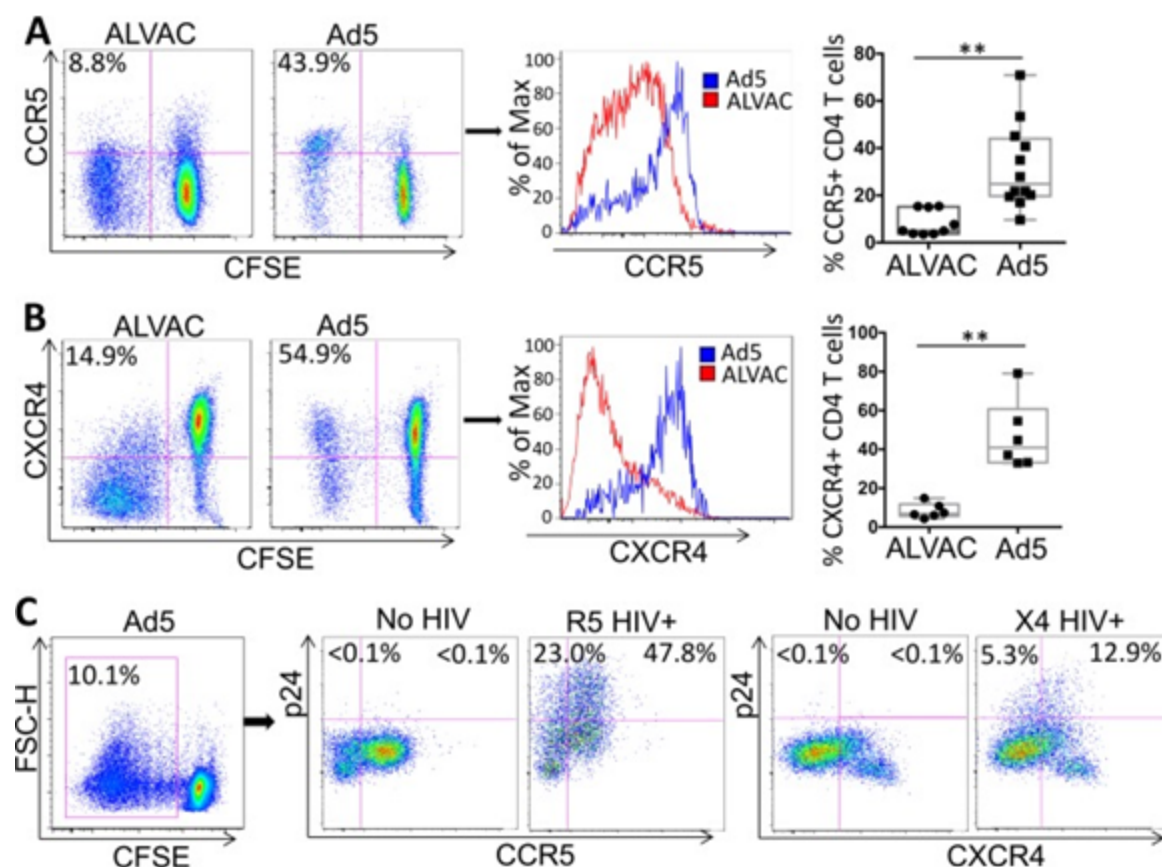 A
ALVAC
Ad5
8.8%
43.9%
CCR5
CFSE
% of Max
100
80
60
40
20
0
Ad5
ALVAC
CCR5
% CCR5+ CD4 T cells
80
60
40
20
0
**
ALVAC
Ad5
B
ALVAC
Ad5
14.9%
54.9%
CXCR4
CFSE
% of Max
100
80
60
40
20
0
Ad5
ALVAC
CXCR4
% CXCR4+ CD4 T cells
100
80
60
40
20
0
**
ALVAC
Ad5
C
Ad5
10.1%
FSC-H
CFSE
No HIV
R5 HIV+
<0.1% <0.1%
23.0% 47.8%
p24
CCR5
No HIV
X4 HIV+
<0.1% <0.1%
5.3% 12.9%
p24
CXCR4